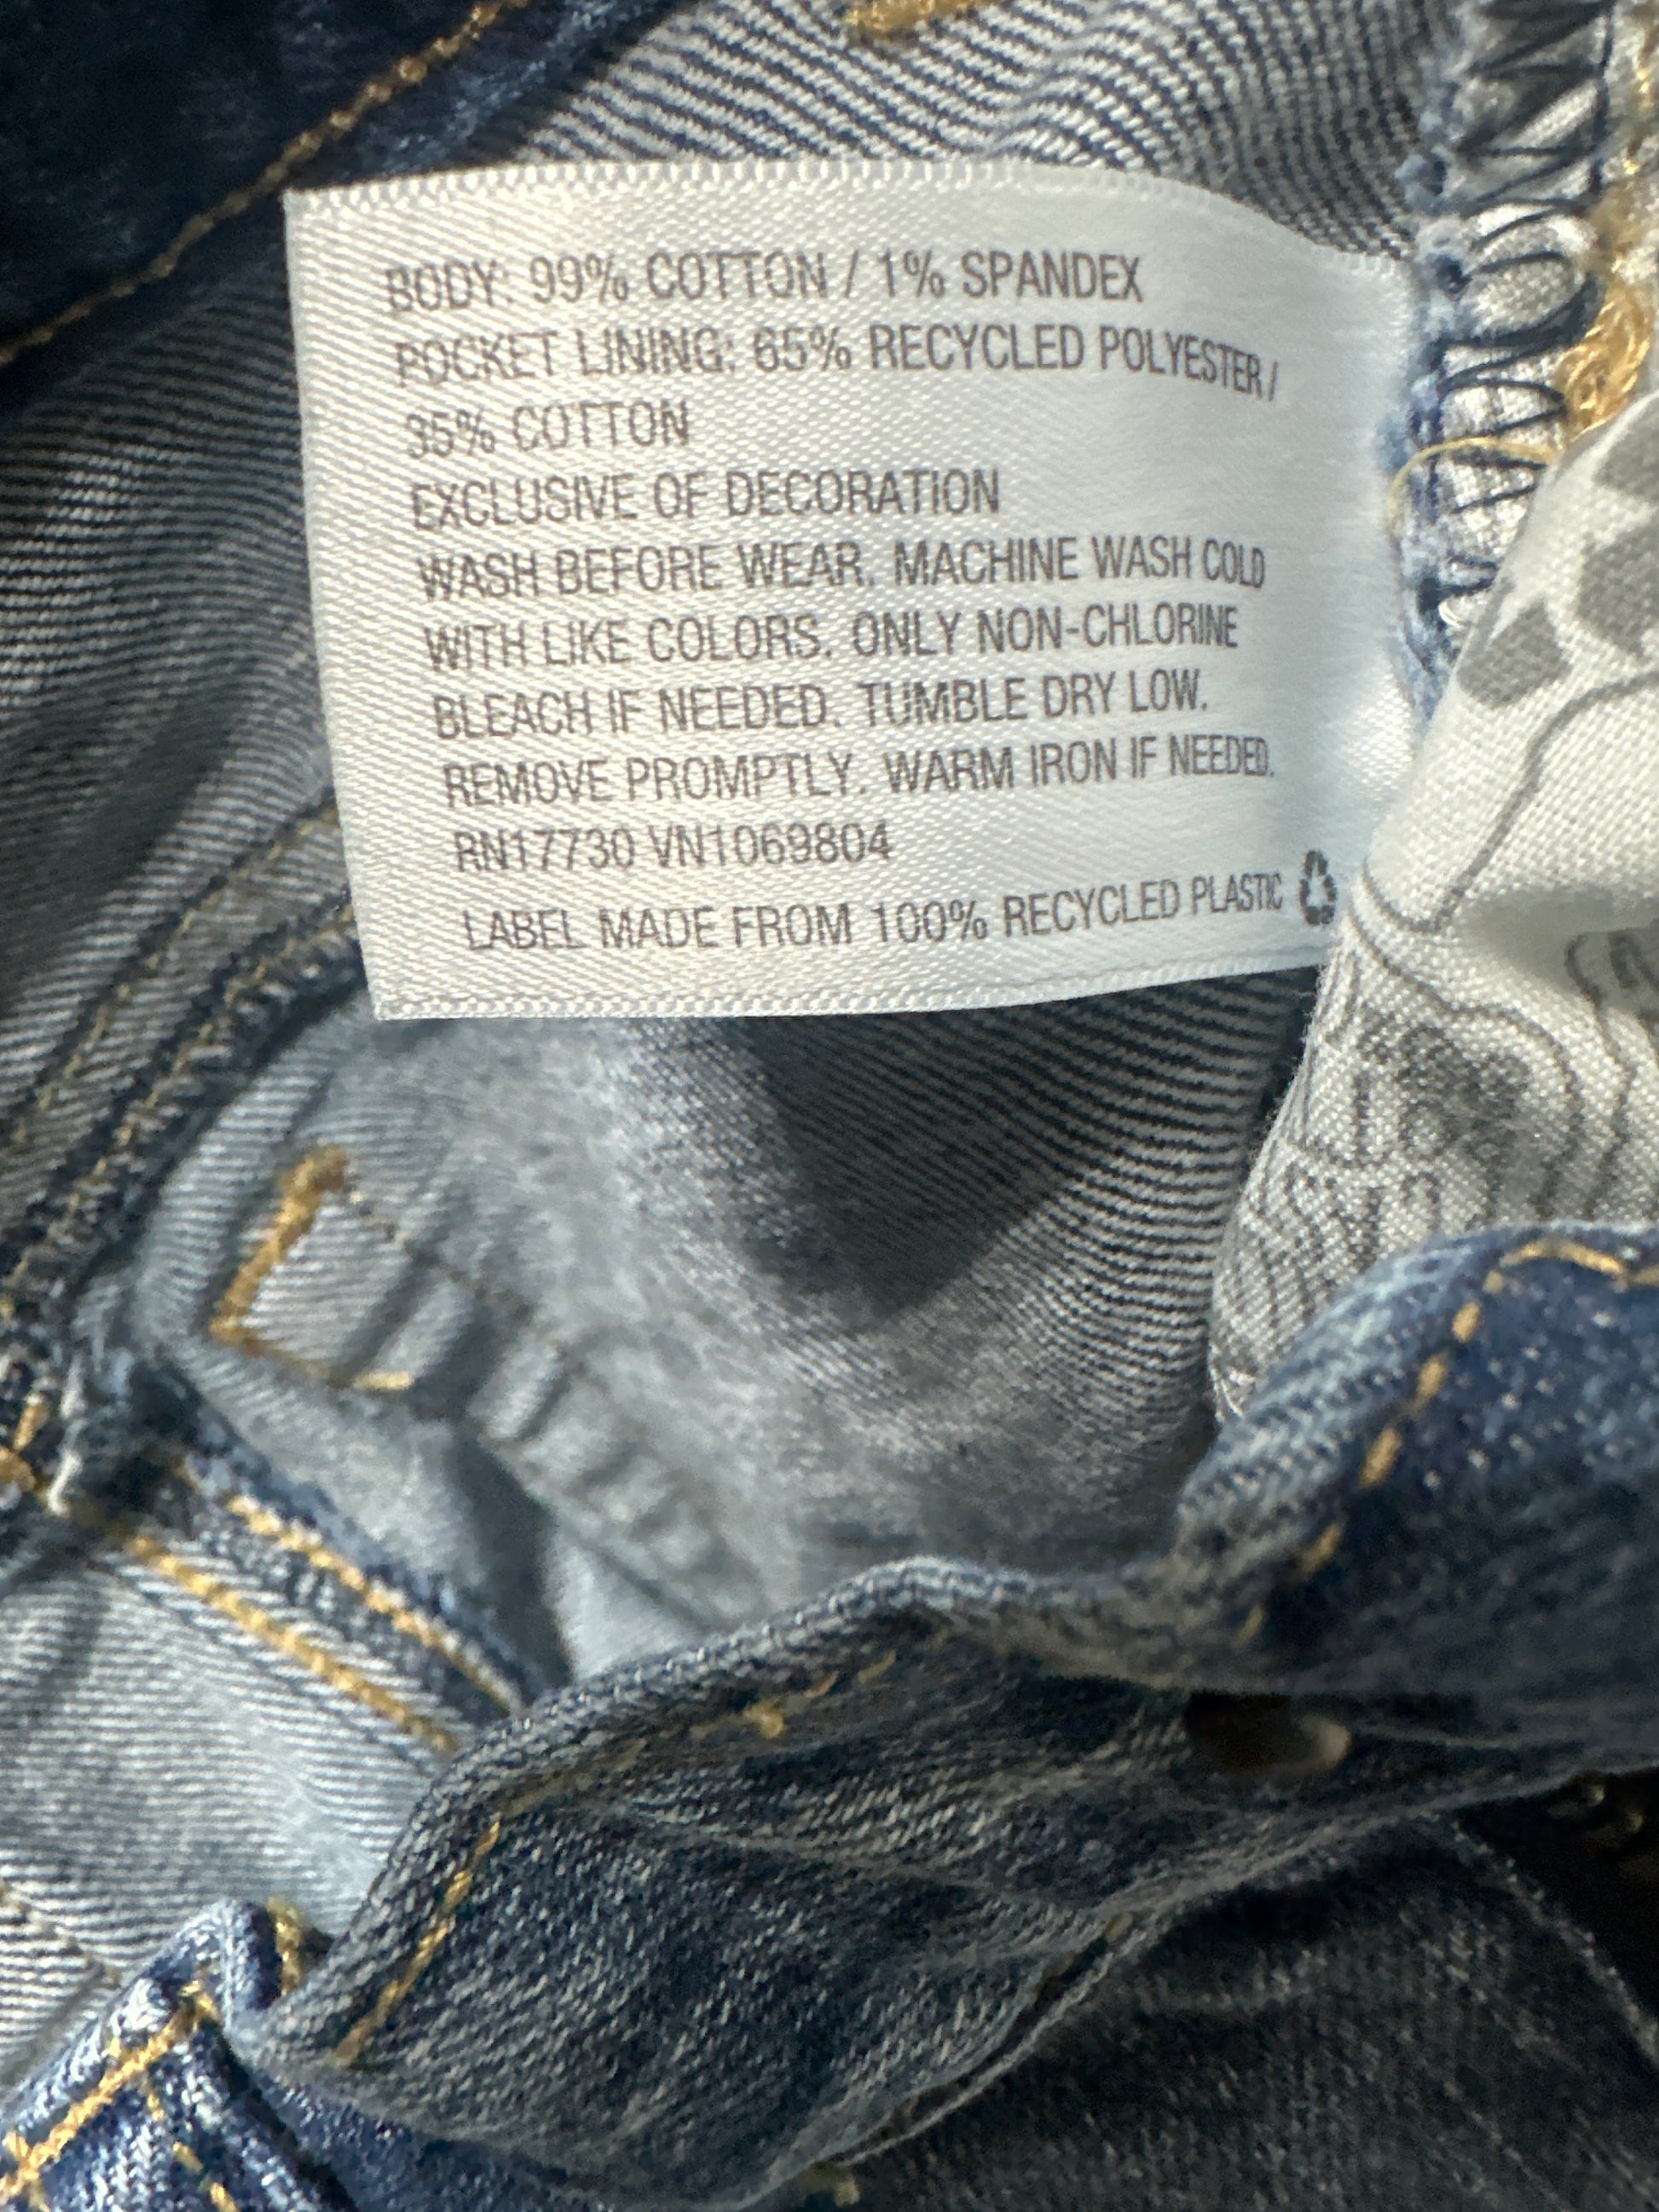 BODY: 99% COTTON / 1% SPANDEX
POCKET LINING: 65% RECYCLED POLYESTER /
35% COTTON
EXCLUSIVE OF DECORATION
WASH BEFORE WEAR. MACHINE WASH COLD
WITH LIKE COLORS. ONLY NON-CHLORINE
BLEACH IF NEEDED. TUMBLE DRY LOW.
REMOVE PROMPTLY. WARM IRON IF NEEDED.
RN17730 VN1069804
LABEL MADE FROM 100% RECYCLED PLASTIC